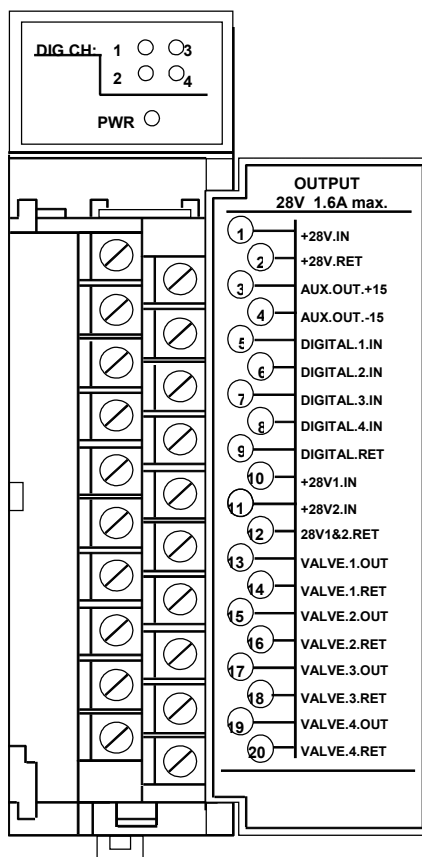 DIG.CH: 1 3
2 4
PWR
OUTPUT
28V 1.6A max.
1 +28V.IN
2 +28V.RET
3 AUX.OUT.+15
4 AUX.OUT.-15
5 DIGITAL.1.IN
6 DIGITAL.2.IN
7 DIGITAL.3.IN
8 DIGITAL.4.IN
9 DIGITAL.RET
10 +28V1.IN
11 +28V2.IN
12 28V1&2.RET
13 VALVE.1.OUT
14 VALVE.1.RET
15 VALVE.2.OUT
16 VALVE.2.RET
17 VALVE.3.OUT
18 VALVE.3.RET
19 VALVE.4.OUT
20 VALVE.4.RET